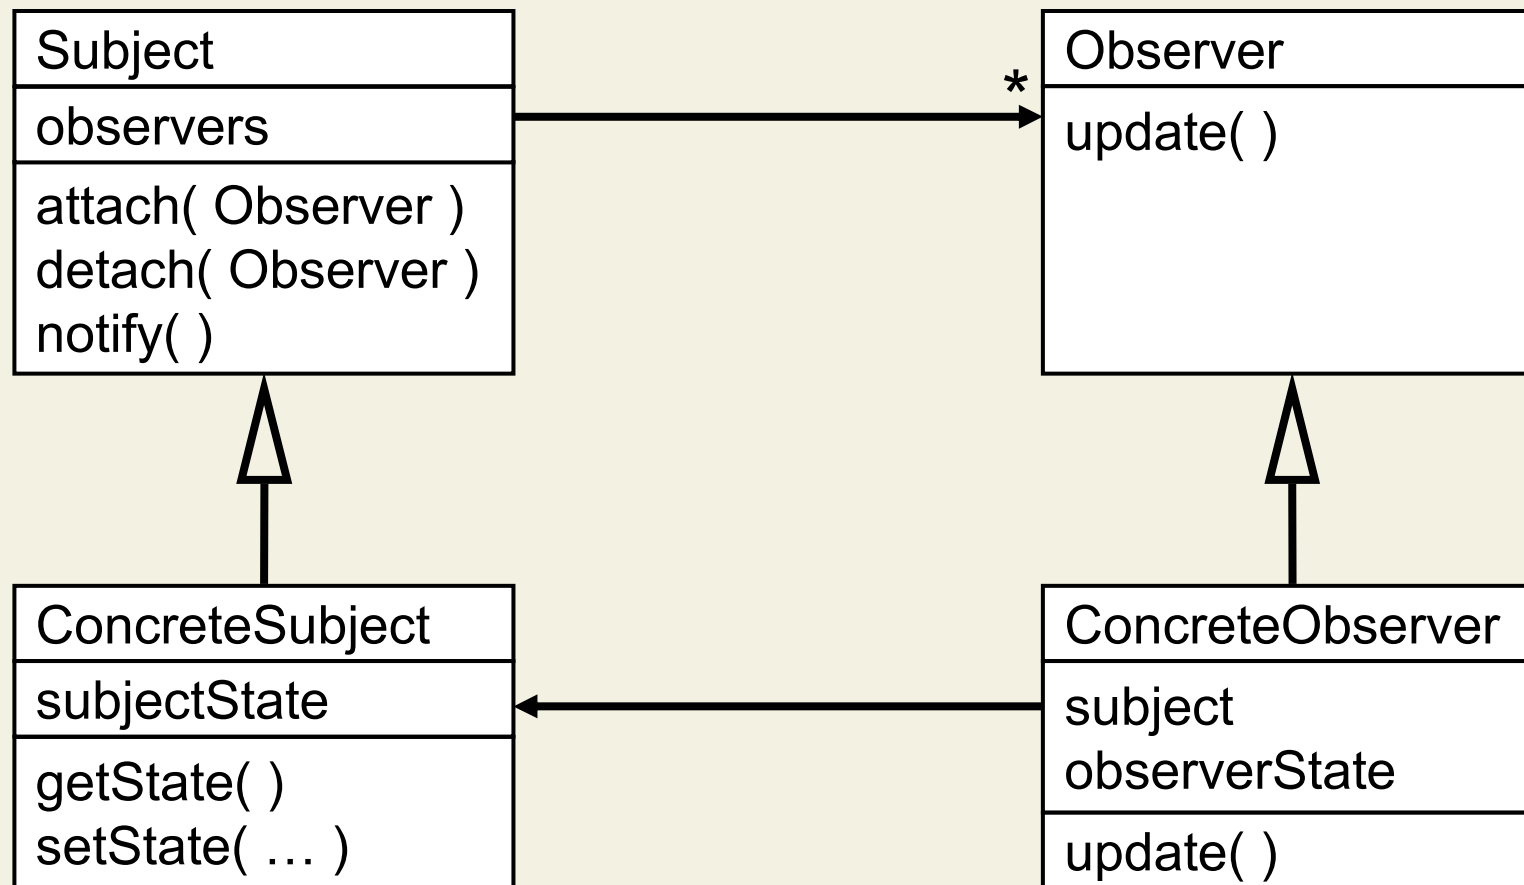 Subject
observers
attach( Observer )
detach( Observer )
notify( )
*
Observer
update( )
ConcreteSubject
subjectState
getState( )
setState( … )
ConcreteObserver
subject
observerState
update( )